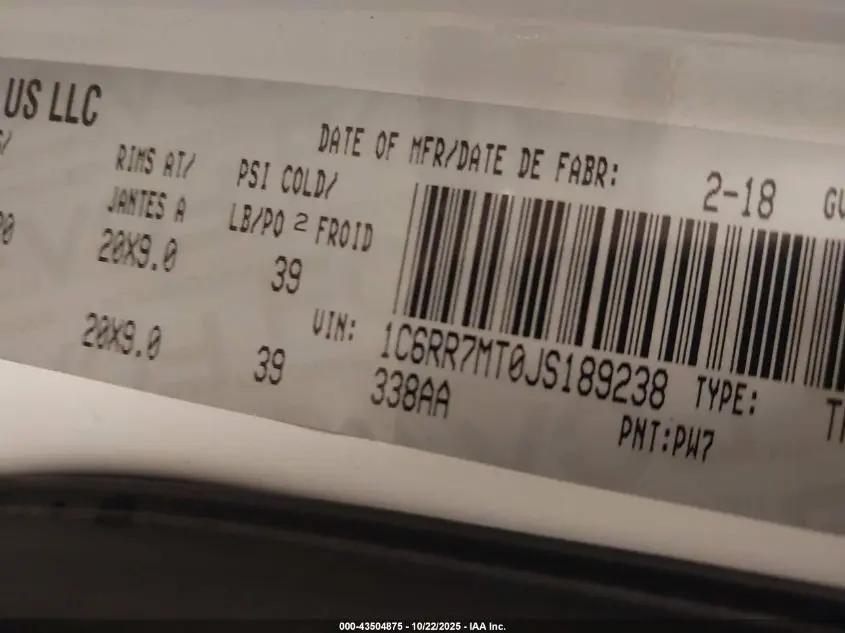 US LLC
DATE OF MFR/DATE DE FABR: 2-18
RIMS AT/ PSI COLD/
JANTES A LB/PO 2 FROID
20X9.0 39
20X9.0 39
VIN: 1C6RR7MT0JS189238 TYPE:
338AA PNT:PW7
000-43504875 - 10/22/2025 - IAA Inc.